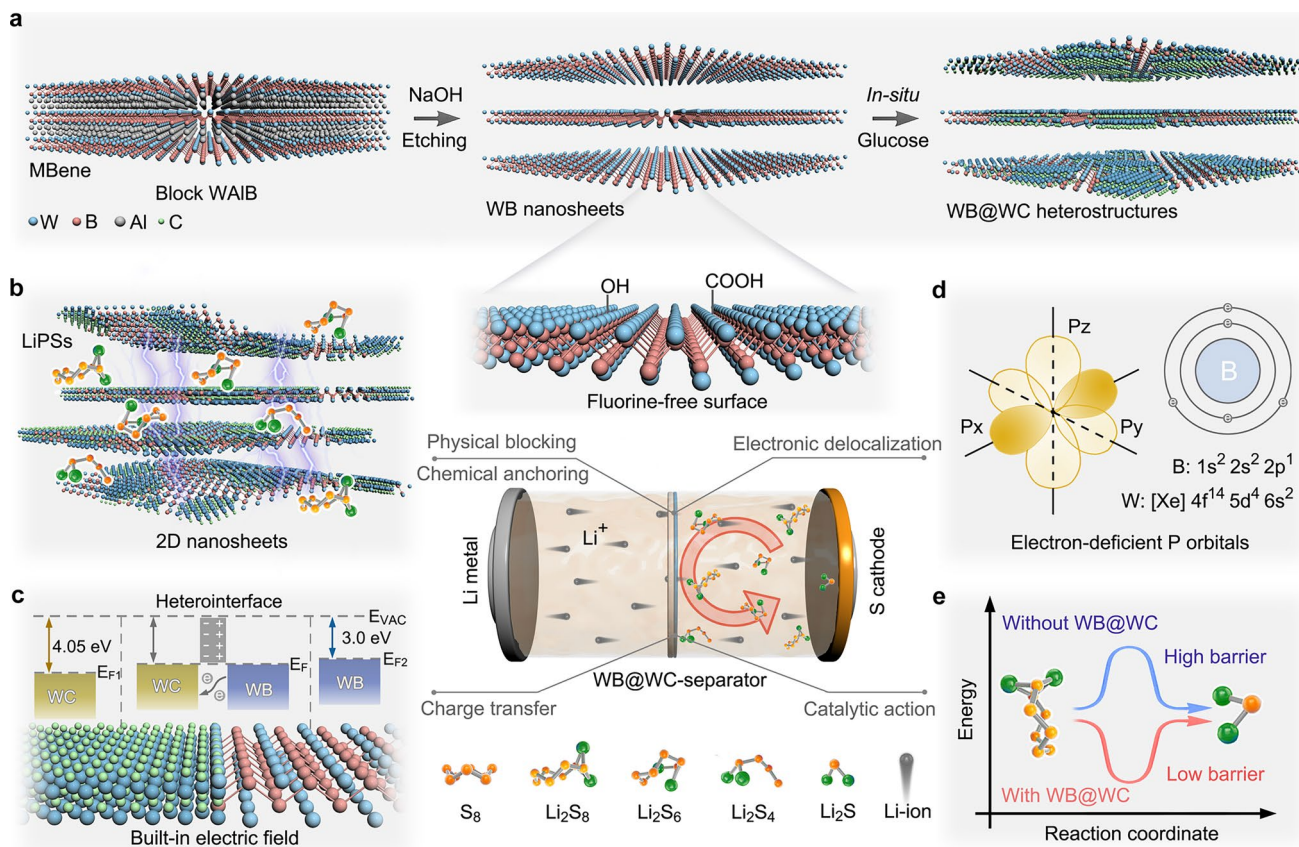 a
MBene
Block WAlB
W B Al C
NaOH
Etching
WB nanosheets
In-situ
Glucose
WB@WC heterostructures
b
LiPSs
2D nanosheets
OH
COOH
Fluorine-free surface
Physical blocking
Chemical anchoring
Electronic delocalization
Li metal
Li⁺
S cathode
WB@WC-separator
Charge transfer
Catalytic action
S₈
Li₂S₈
Li₂S₆
Li₂S₄
Li₂S
Li-ion
c
Heterointerface
E_VAC
4.05 eV
3.0 eV
E_F1
E_F
E_F2
WC
WC
WB
WB
e
e
Built-in electric field
d
Pz
Px
Py
B
B: 1s² 2s² 2p¹
W: [Xe] 4f¹⁴ 5d⁴ 6s²
Electron-deficient P orbitals
e
Energy
Without WB@WC
High barrier
Low barrier
With WB@WC
Reaction coordinate